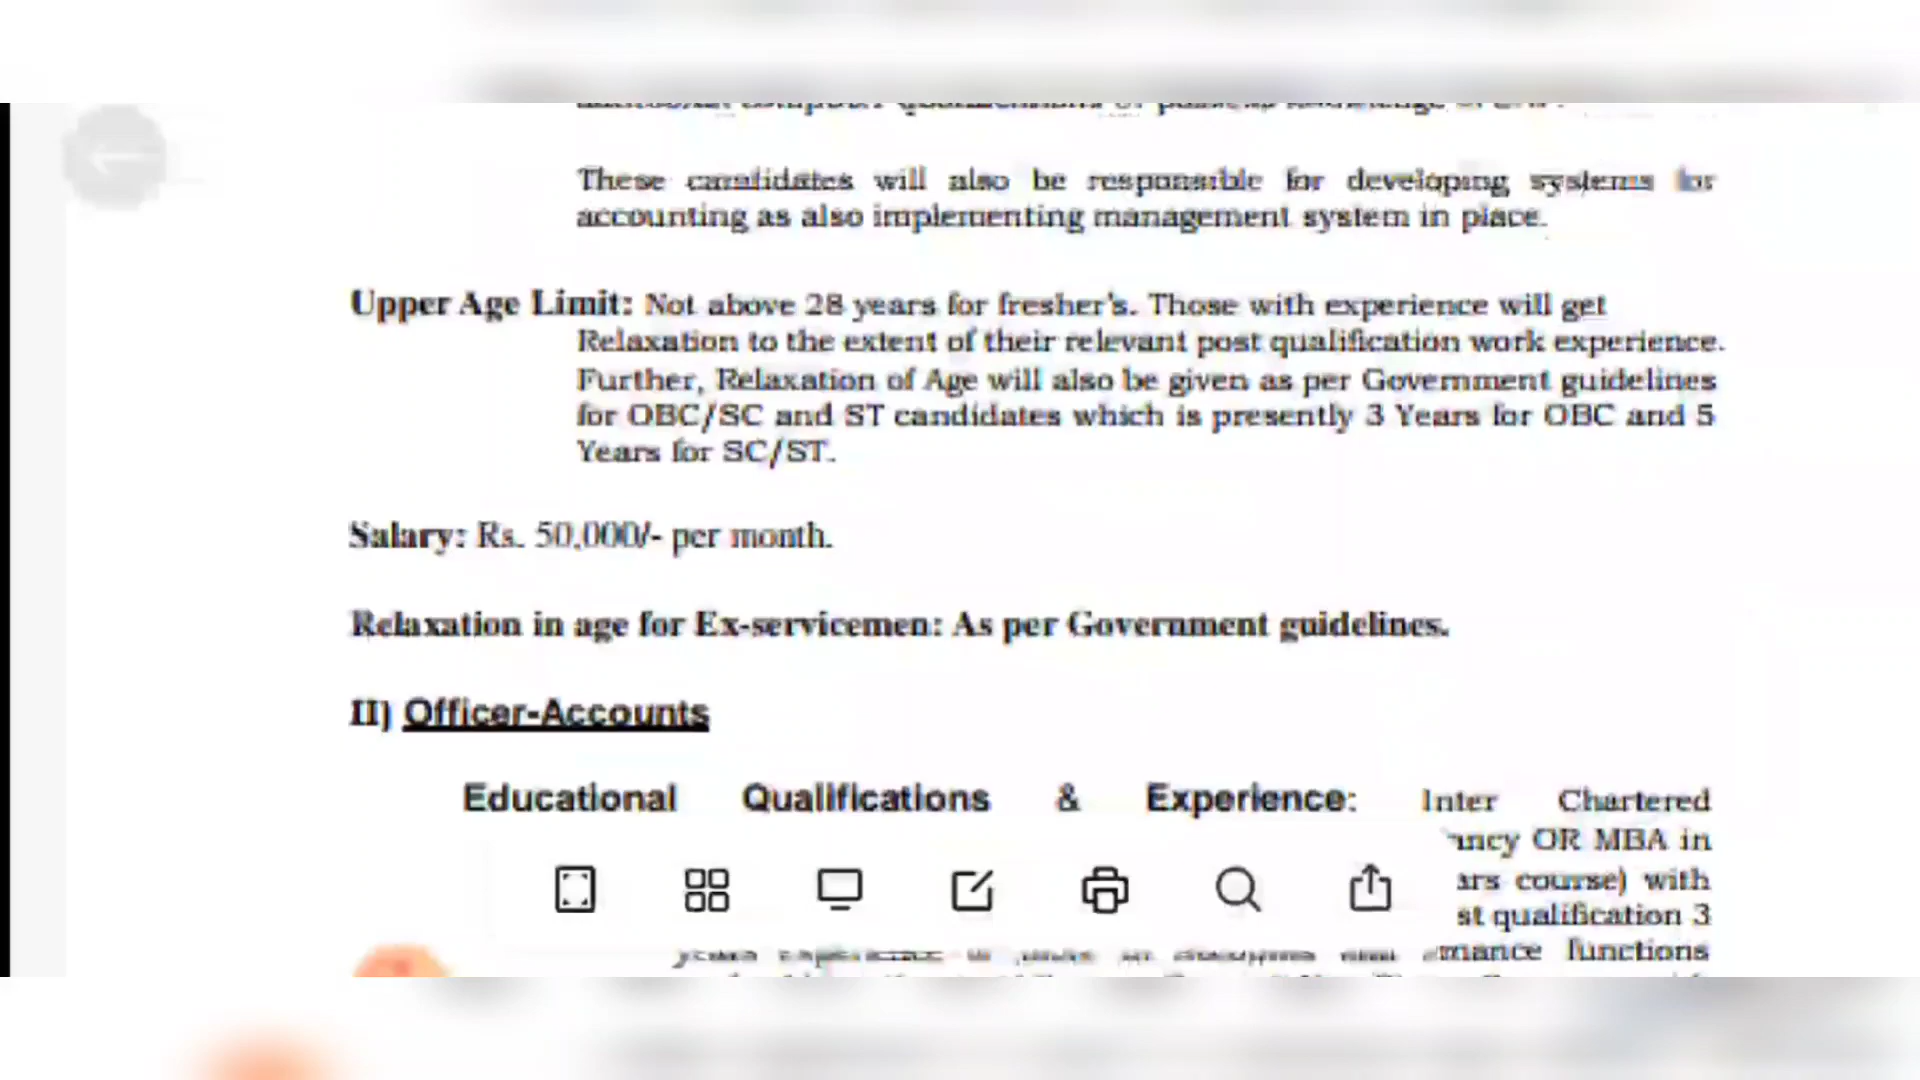 These candidates will also be responsible for developing systems for
accounting as also implementing management system in place.
Upper Age Limit: Not above 28 years for fresher's. Those with experience will get
Relaxation to the extent of their relevant post qualification work experience.
Further, Relaxation of Age will also be given as per Government guidelines
for OBC/SC and ST candidates which is presently 3 Years for OBC and 5
Years for SC/ST.
Salary: Rs. 50,000/- per month.
Relaxation in age for Ex-servicemen: As per Government guidelines.
II) Officer-Accounts
Educational Qualifications & Experience: Inter Chartered
OR MBA in
course) with
qualification 3
functions